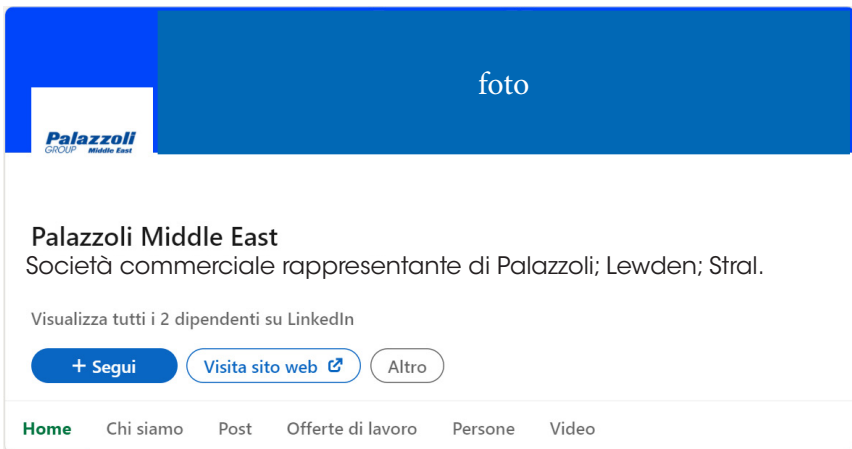 foto
Palazzoli
GROUP Middle East
Palazzoli Middle East
Società commerciale rappresentante di Palazzoli; Lewden; Stral.
Visualizza tutti i 2 dipendenti su LinkedIn
+ Segui Visita sito web Altro
Home Chi siamo Post Offerte di lavoro Persone Video